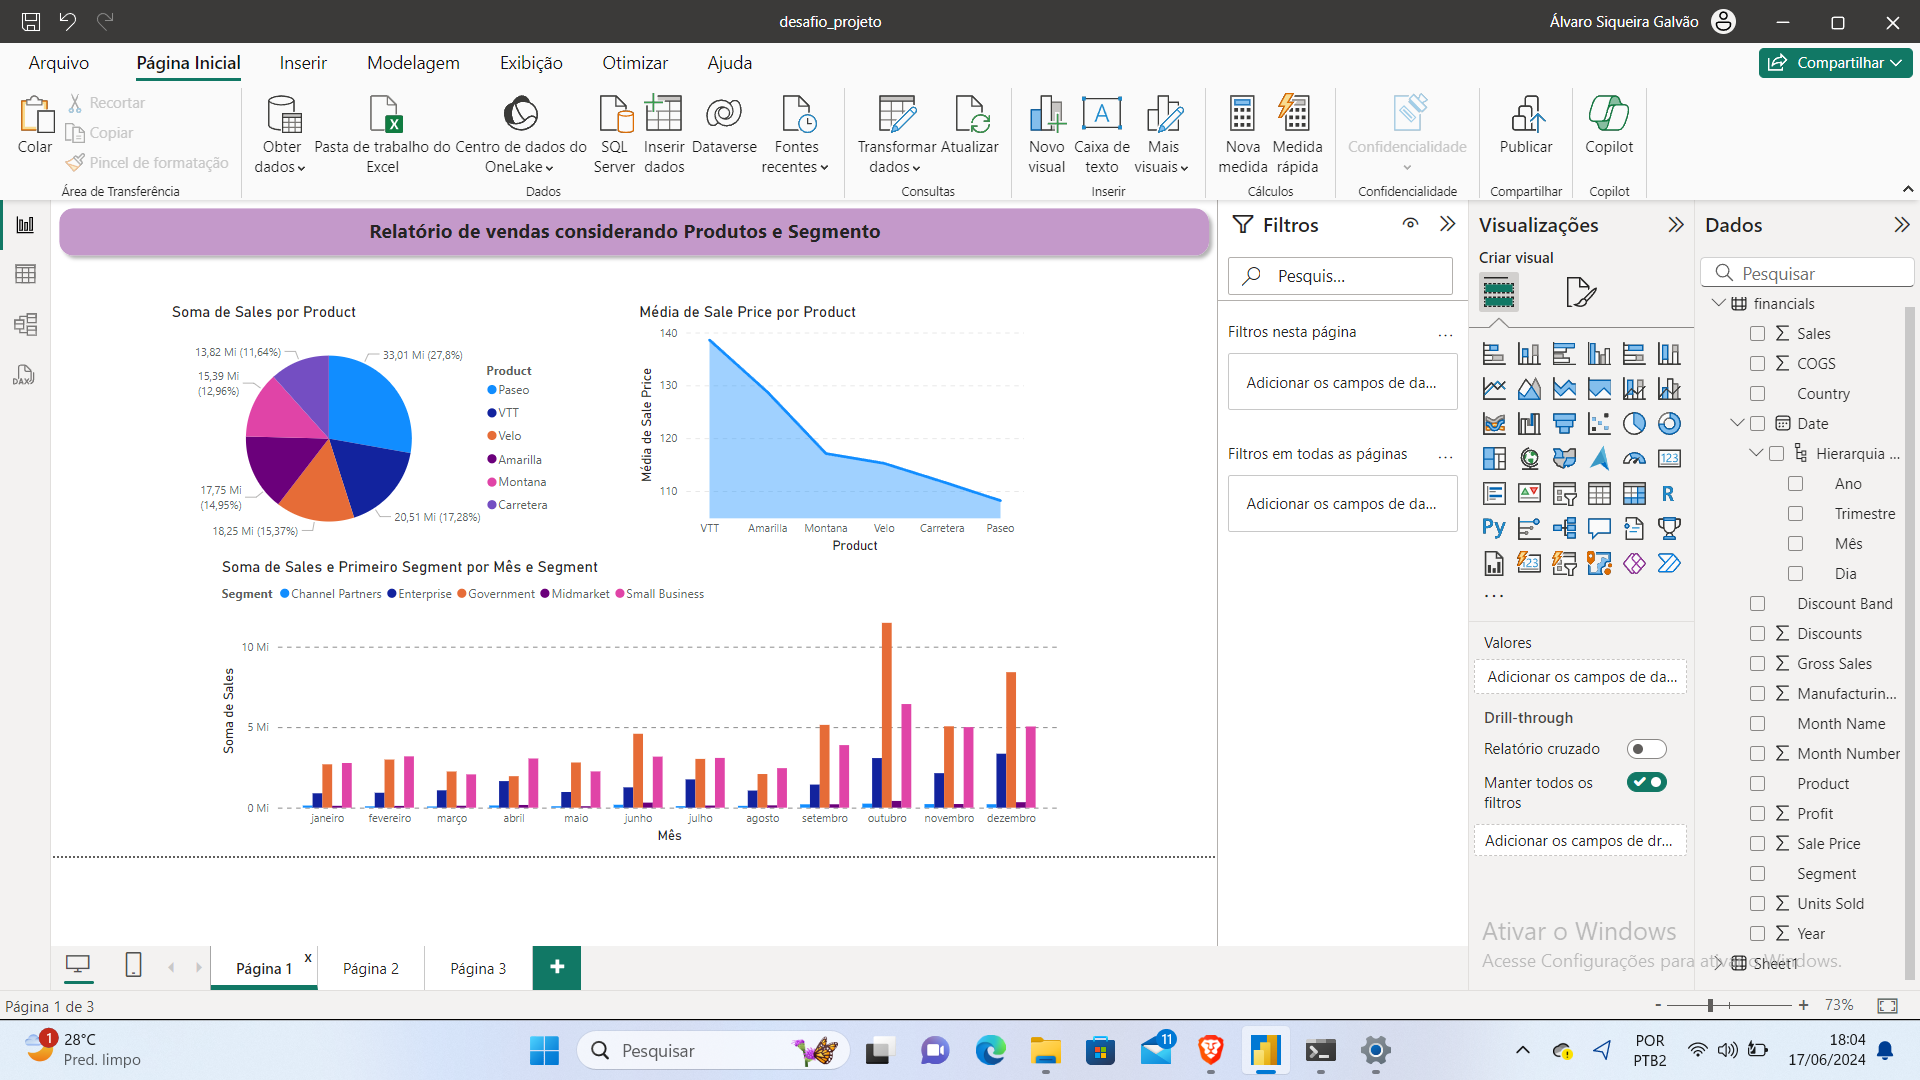 desafio_projeto
Álvaro Siqueira Galvão
Arquivo
Página Inicial
Inserir
Modelagem
Exibição
Otimizar
Ajuda
Compartilhar
Colar
Recortar
Copiar
Pincel de formatação
Área de Transferência
Obter dados
Pasta de trabalho do Excel
Centro de dados do OneLake
SQL Server
Inserir dados
Dataverse
Fontes recentes
Dados
Transformar dados
Atualizar
Consultas
Novo visual
Caixa de texto
Mais visuais
Inserir
Nova medida
Medida rápida
Cálculos
Confidencialidade
Confidencialidade
Publicar
Compartilhar
Copilot
Copilot
Relatório de vendas considerando Produtos e Segmento
Soma de Sales por Product
13,82 Mi (11,64%)
33,01 Mi (27,8%)
15,39 Mi
(12,96%)
17,75 Mi
(14,95%)
18,25 Mi (15,37%)
20,51 Mi (17,28%)
Product
Paseo
VTT
Velo
Amarilla
Montana
Carretera
Média de Sale Price por Product
Média de Sale Price
140
130
120
110
VTT Amarilla Montana Velo Carretera Paseo
Product
Soma de Sales e Primeiro Segment por Mês e Segment
Segment Channel Partners Enterprise Government Midmarket Small Business
Soma de Sales
10 Mi
5 Mi
0 Mi
janeiro fevereiro março abril maio junho julho agosto setembro outubro novembro dezembro
Mês
Filtros
Pesquis...
Filtros nesta página ...
Adicionar os campos de da...
Filtros em todas as páginas ...
Adicionar os campos de da...
Visualizações
Criar visual
123
R
Py
123
...
Valores
Adicionar os campos de da...
Drill-through
Relatório cruzado
Manter todos os filtros
Adicionar os campos de dr...
Dados
Pesquisar
financials
Sales
COGS
Country
Date
Hierarquia ...
Ano
Trimestre
Mês
Dia
Discount Band
Discounts
Gross Sales
Manufacturin...
Month Name
Month Number
Product
Profit
Sale Price
Segment
Units Sold
Year
Sheet1
Ativar o Windows
Acesse Configurações para ativar o Windows.
Página 1 x
Página 2
Página 3
+
Página 1 de 3
- + 73%
1
28°C
Pred. limpo
Pesquisar
11
POR
PTB2
18:04
17/06/2024
DAX
A
X